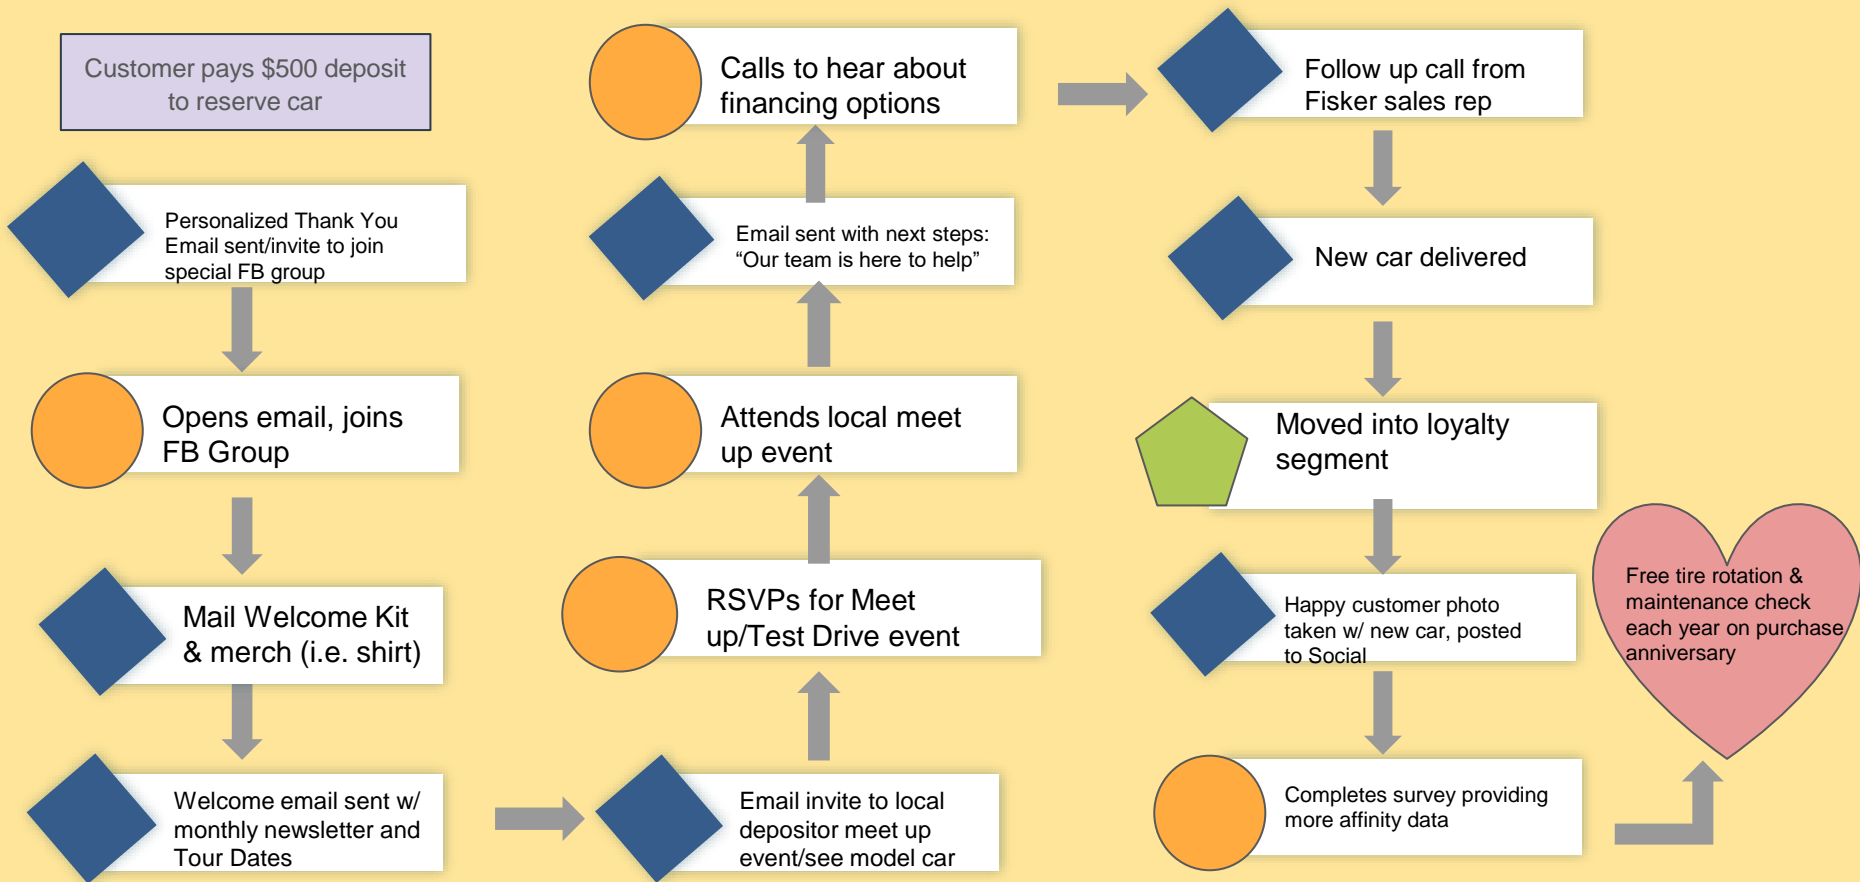 Customer pays $500 deposit
to reserve car
Personalized Thank You
Email sent/invite to join
special FB group
Opens email, joins
FB Group
Mail Welcome Kit
& merch (i.e. shirt)
Welcome email sent w/
monthly newsletter and
Tour Dates
Email invite to local
depositor meet up
event/see model car
RSVPs for Meet
up/Test Drive event
Attends local meet
up event
Email sent with next steps:
“Our team is here to help”
Calls to hear about
financing options
Follow up call from
Fisker sales rep
New car delivered
Moved into loyalty
segment
Happy customer photo
taken w/ new car, posted
to Social
Completes survey providing
more affinity data
Free tire rotation &
maintenance check
each year on purchase
anniversary